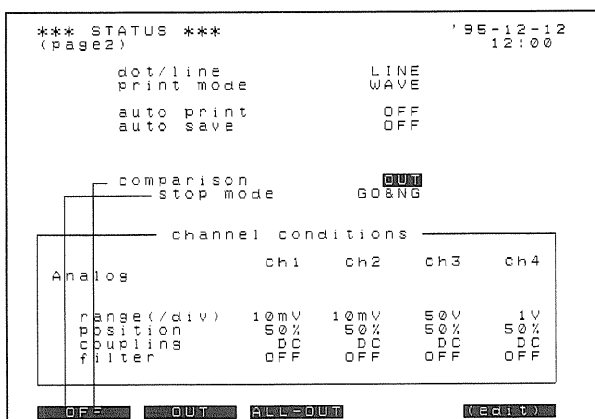 *** STATUS *** '95-12-12
(page2) 12:00
dot/line LINE
print mode WAVE
auto print OFF
auto save OFF
comparison OUT
stop mode GO&NG
channel conditions
ch1 ch2 ch3 ch4
Analog
range(/div) 10mV 10mV 50V 1V
position 50% 50% 50% 50%
coupling DC DC DC DC
filter OFF OFF OFF OFF
OFF OUT ALL-OUT (edit)